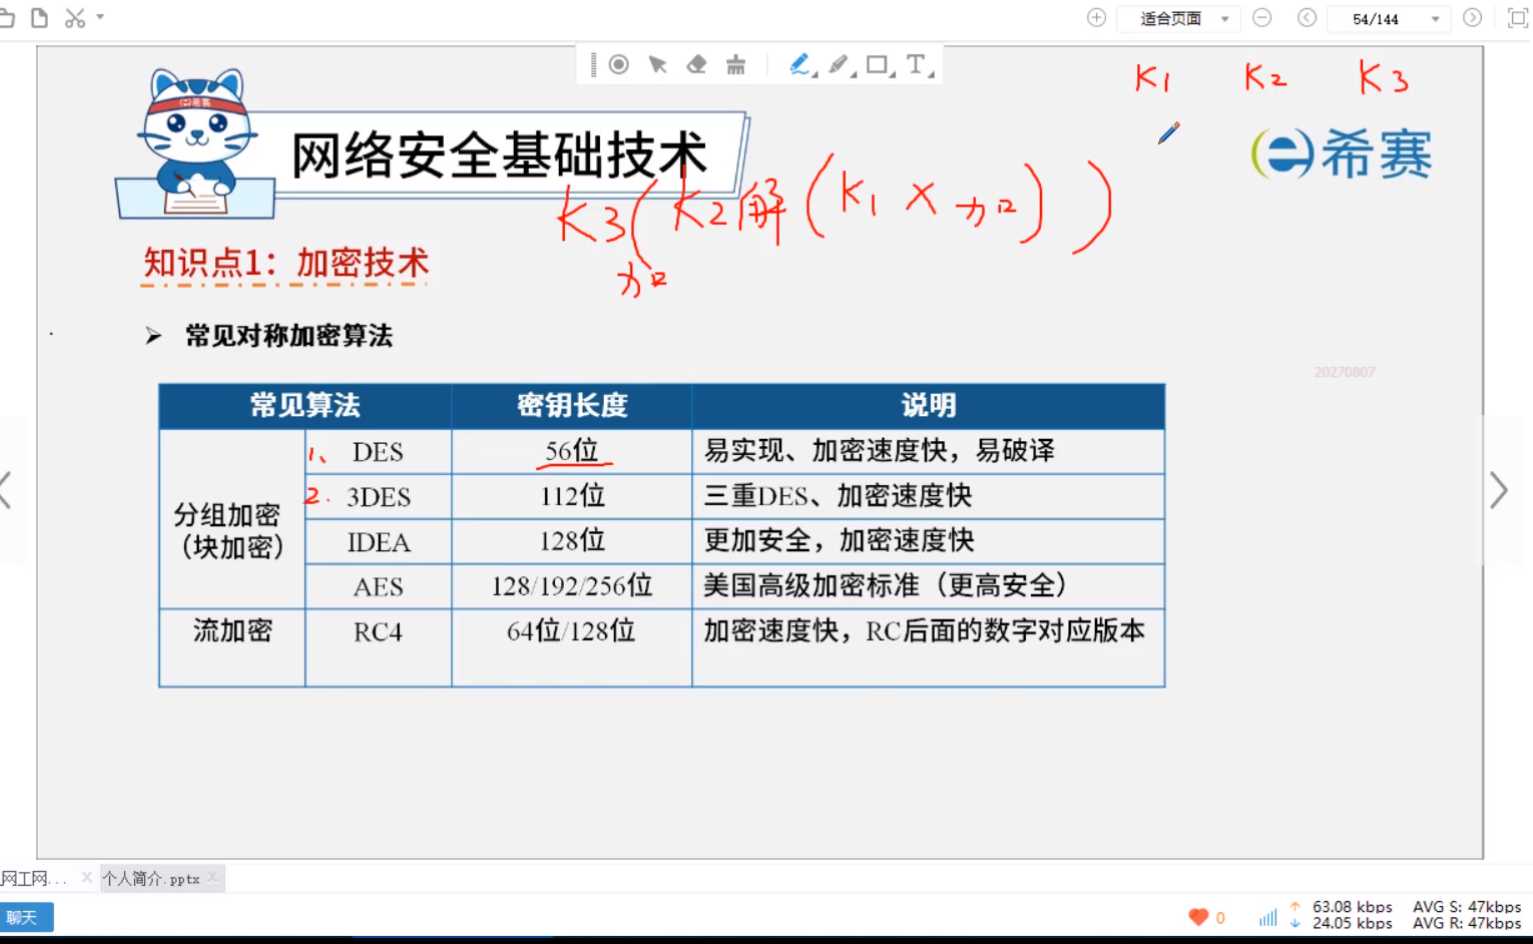 适合页面
54/144
K1 K2 K3
希赛
网络安全基础技术
希赛
K3(K2解(K1 X 加))
加
知识点1：加密技术
➢ 常见对称加密算法
20270807
常见算法 密钥长度 说明
分组加密（块加密）
1、 DES 56位 易实现、加密速度快，易破译
2. 3DES 112位 三重DES、加密速度快
IDEA 128位 更加安全，加密速度快
AES 128/192/256位 美国高级加密标准（更高安全）
流加密 RC4 64位/128位 加密速度快，RC后面的数字对应版本
网工网... 个人简介.pptx
聊天
0 63.08 kbps AVG S: 47kbps
24.05 kbps AVG R: 47kbps